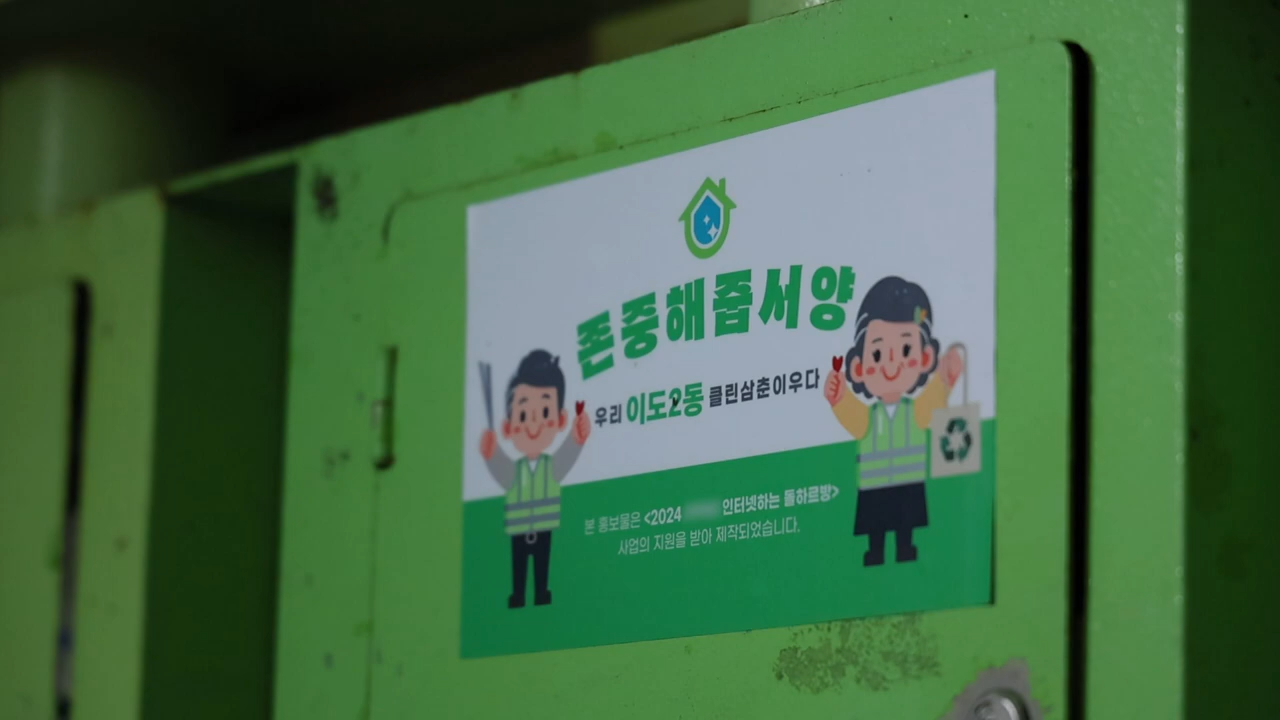 존중해줍서양
우리 이도2동 클린삼춘이우다
본 홍보물은 <2024 인터넷하는 돌하르방>
사업의 지원을 받아 제작되었습니다.